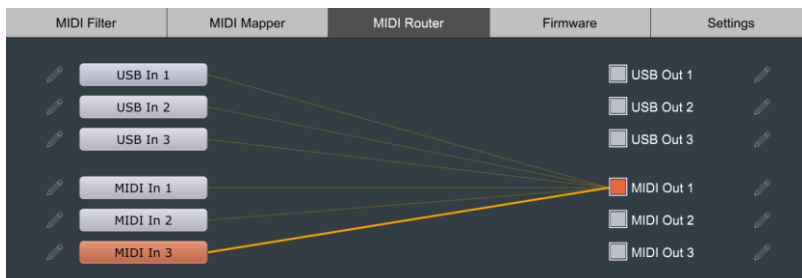 MIDI Filter MIDI Mapper MIDI Router Firmware Settings
USB In 1 USB Out 1
USB In 2 USB Out 2
USB In 3 USB Out 3
MIDI In 1 MIDI Out 1
MIDI In 2 MIDI Out 2
MIDI In 3 MIDI Out 3